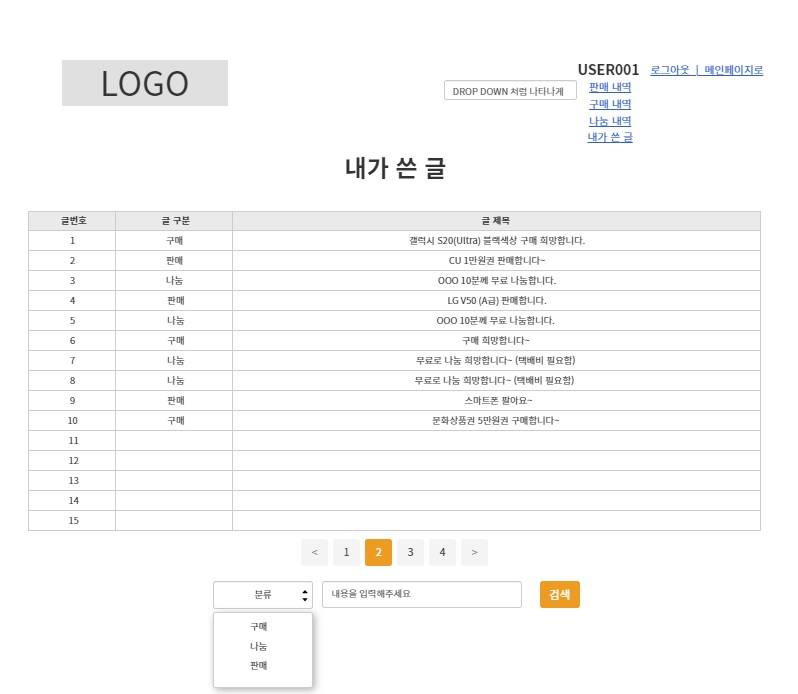 LOGO
USER001 로그아웃 | 메인페이지로
DROP DOWN 처럼 나타나게
판매 내역
구매 내역
나눔 내역
내가 쓴 글
내가 쓴 글
글번호 글 구분 글 제목
1 구매 갤럭시 S20(Ultra) 블랙색상 구매 희망합니다.
2 판매 CU 1만원권 판매합니다~
3 나눔 OOO 10분께 무료 나눔합니다.
4 판매 LG V50 (A급) 판매합니다.
5 나눔 OOO 10분께 무료 나눔합니다.
6 구매 구매 희망합니다~
7 나눔 무료로 나눔 희망합니다~ (택배비 필요함)
8 나눔 무료로 나눔 희망합니다~ (택배비 필요함)
9 판매 스마트폰 팔아요~
10 구매 문화상품권 5만원권 구매합니다~
11
12
13
14
15
< 1 2 3 4 >
분류 내용을 입력해주세요 검색
구매
나눔
판매